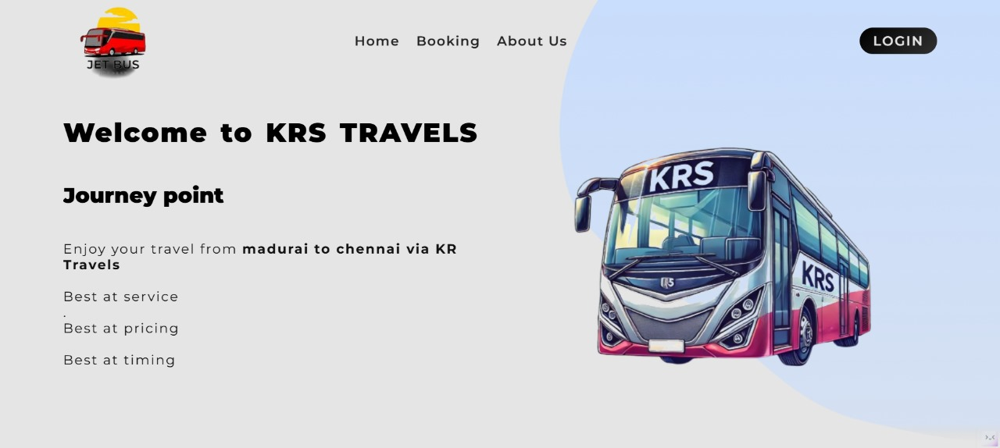 JET BUS
Home Booking About Us
LOGIN
Welcome to KRS TRAVELS
Journey point
Enjoy your travel from madurai to chennai via KR
Travels
Best at service
.
Best at pricing
Best at timing
KRS
KRS